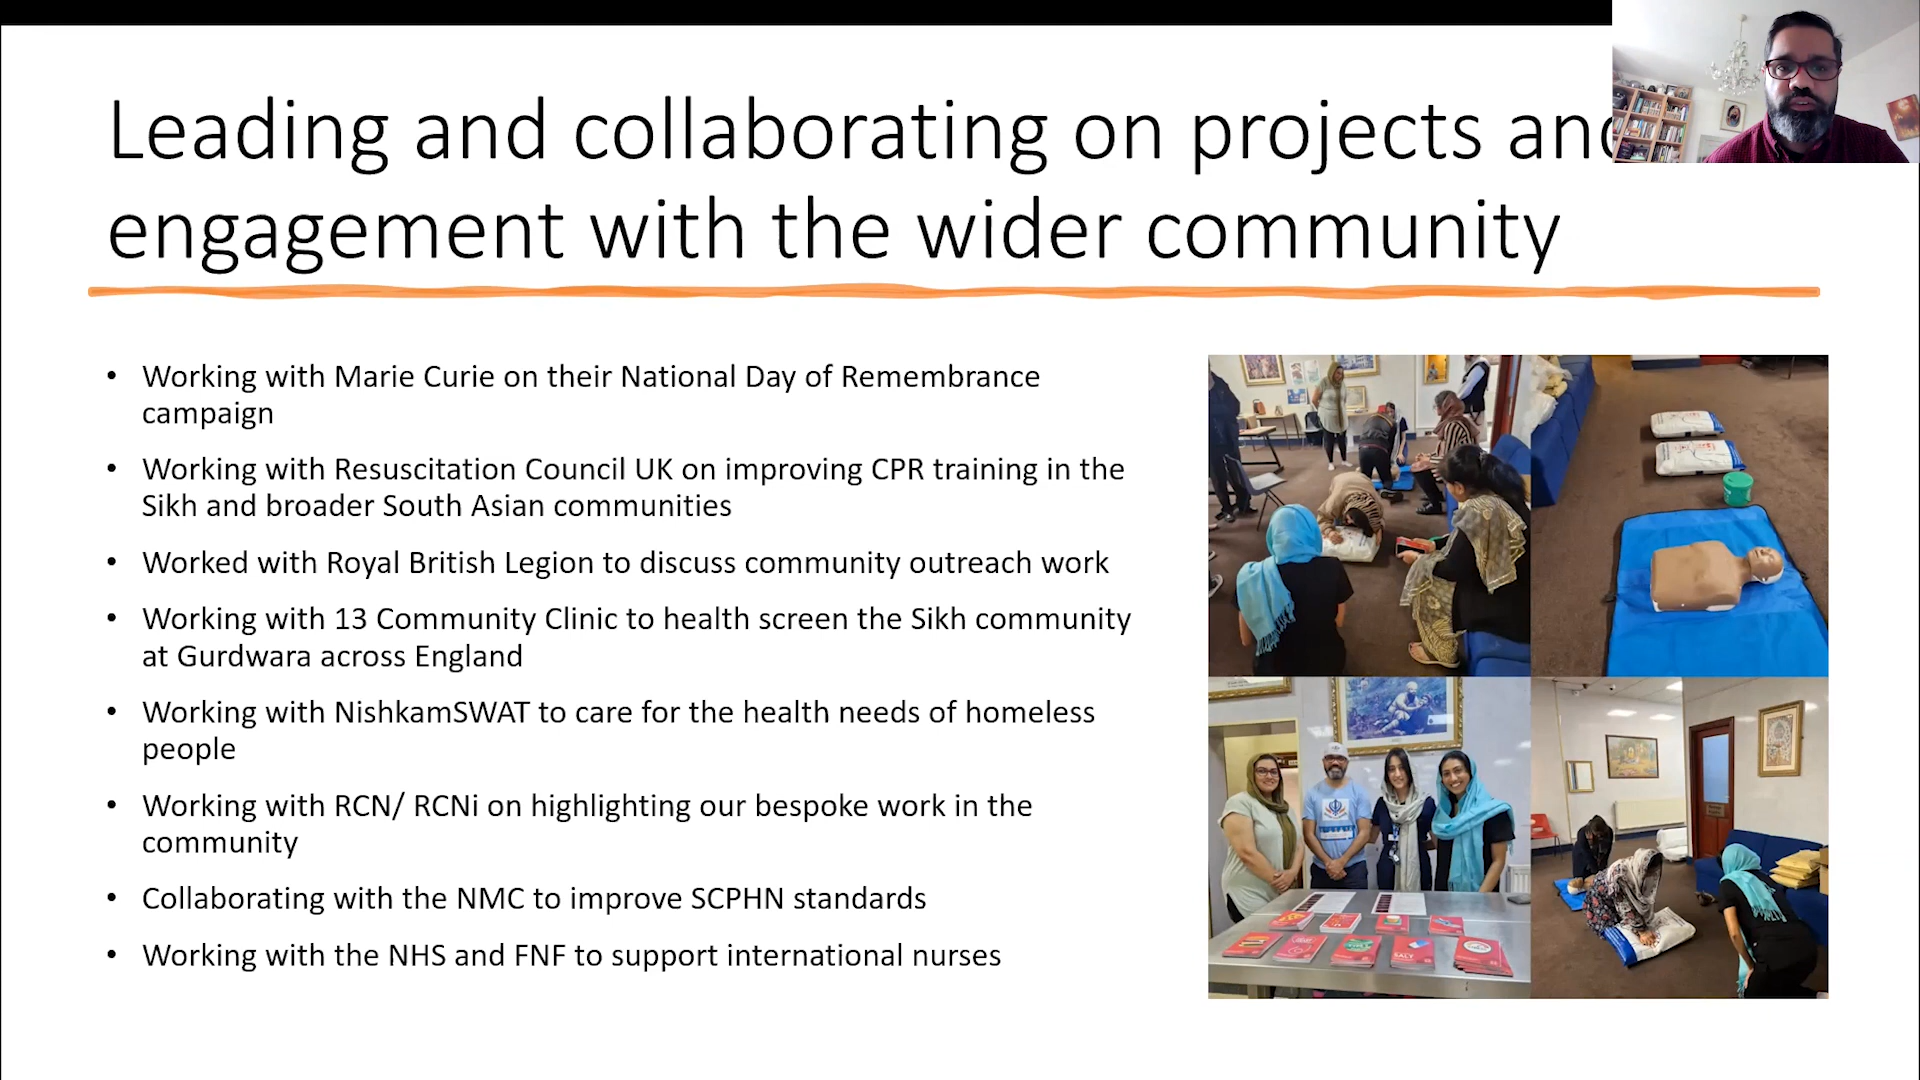 Leading and collaborating on projects and
engagement with the wider community
• Working with Marie Curie on their National Day of Remembrance
campaign
• Working with Resuscitation Council UK on improving CPR training in the
Sikh and broader South Asian communities
• Worked with Royal British Legion to discuss community outreach work
• Working with 13 Community Clinic to health screen the Sikh community
at Gurdwara across England
• Working with NishkamSWAT to care for the health needs of homeless
people
• Working with RCN/ RCNi on highlighting our bespoke work in the
community
• Collaborating with the NMC to improve SCPHN standards
• Working with the NHS and FNF to support international nurses
SALT